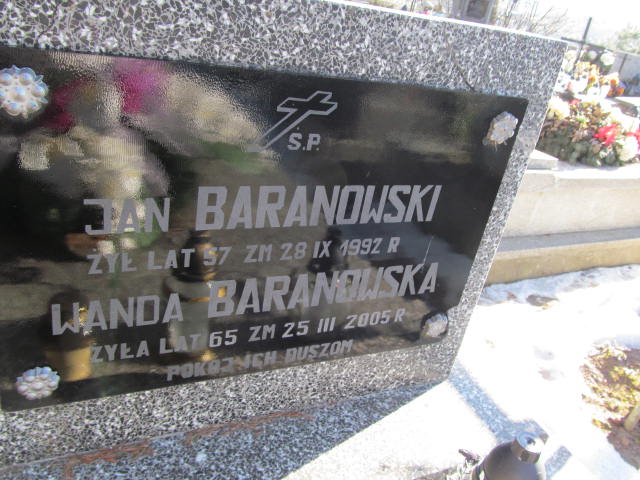 Ś.P.
JAN BARANOWSKI
ŻYŁ LAT 57 ZM 28 IX 1992 R
WANDA BARANOWSKA
ŻYŁA LAT 65 ZM 25 III 2005 R
POKÓJ ICH DUSZOM